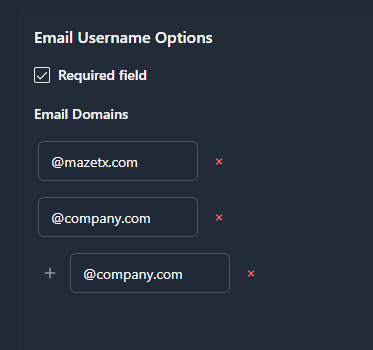 Email Username Options
Required field
Email Domains
@mazetx.com
@company.com
@company.com